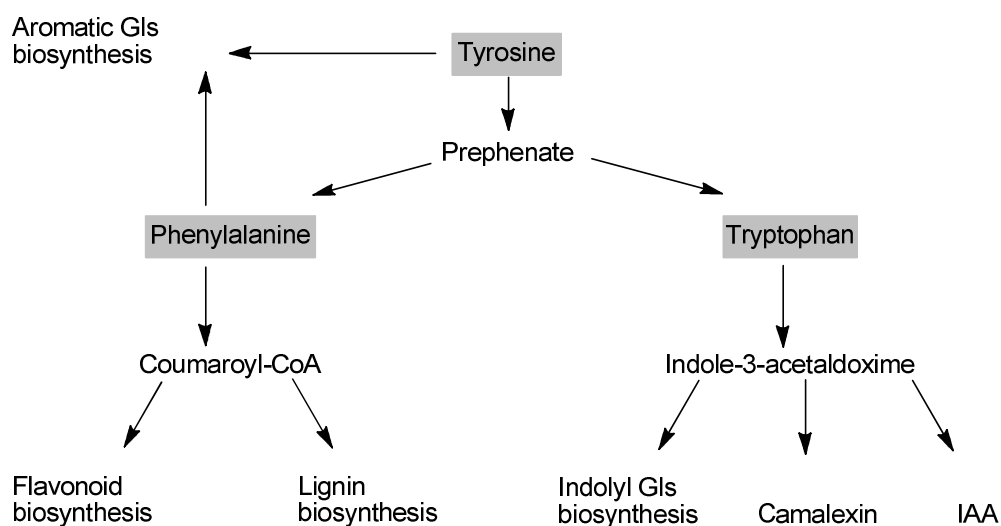 Aromatic Gls
biosynthesis
Tyrosine
Prephenate
Phenylalanine
Tryptophan
Coumaroyl-CoA
Indole-3-acetaldoxime
Flavonoid
biosynthesis
Lignin
biosynthesis
Indolyl Gls
biosynthesis
Camalexin
IAA